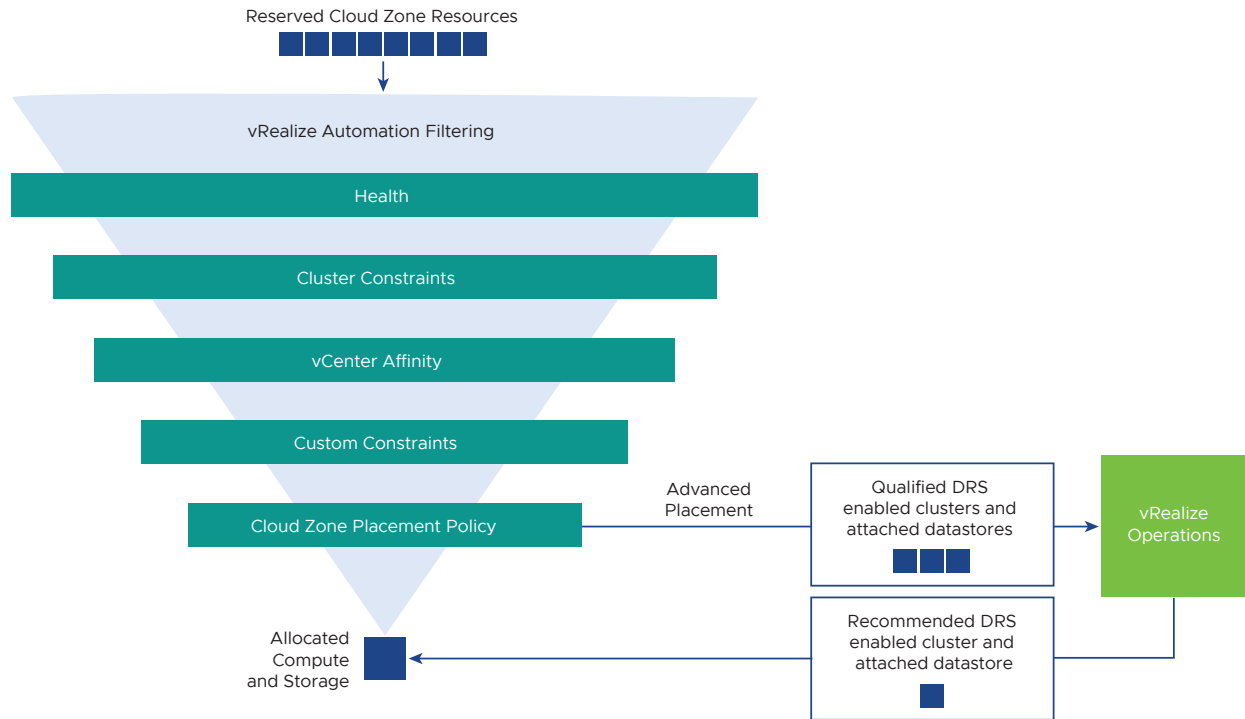 Reserved Cloud Zone Resources
vRealize Automation Filtering
Health
Cluster Constraints
vCenter Affinity
Custom Constraints
Cloud Zone Placement Policy
Advanced
Placement
Qualified DRS
enabled clusters and
attached datastores
vRealize
Operations
Recommended DRS
enabled cluster and
attached datastore
Allocated
Compute
and Storage